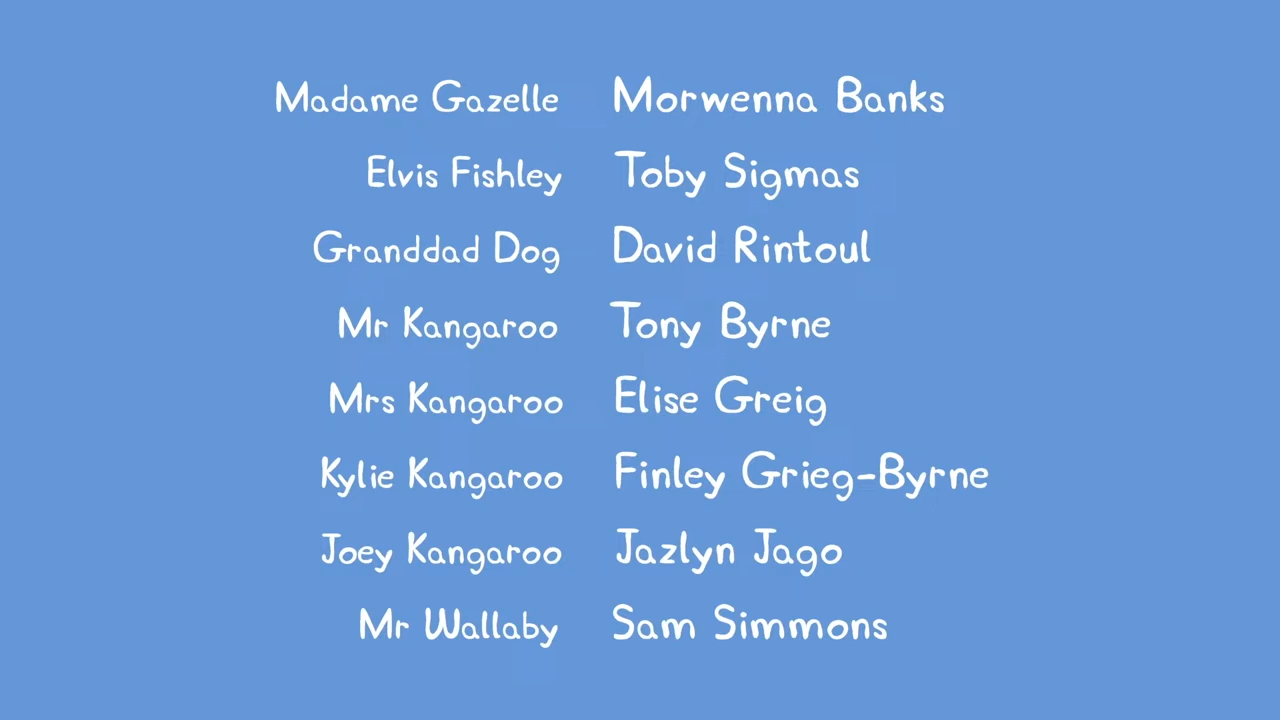 Madame Gazelle Morwenna Banks
Elvis Fishley Toby Sigmas
Granddad Dog David Rintoul
Mr Kangaroo Tony Byrne
Mrs Kangaroo Elise Greig
Kylie Kangaroo Finley Grieg-Byrne
Joey Kangaroo Jazlyn Jago
Mr Wallaby Sam Simmons